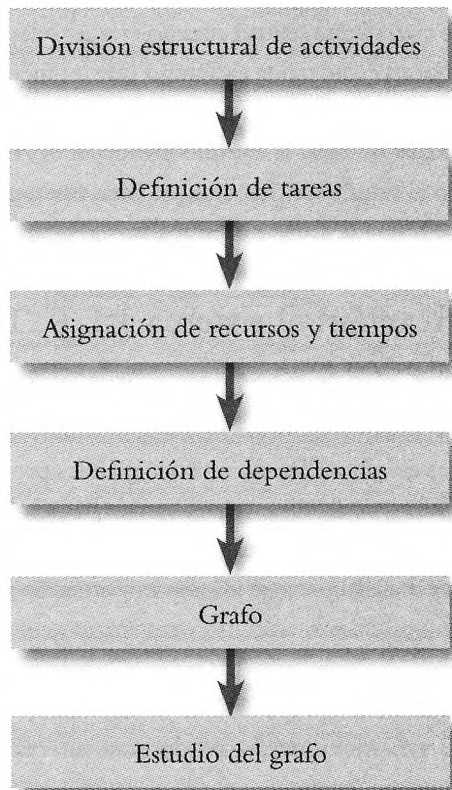 División estructural de actividades
Definición de tareas
Asignación de recursos y tiempos
Definición de dependencias
Grafo
Estudio del grafo